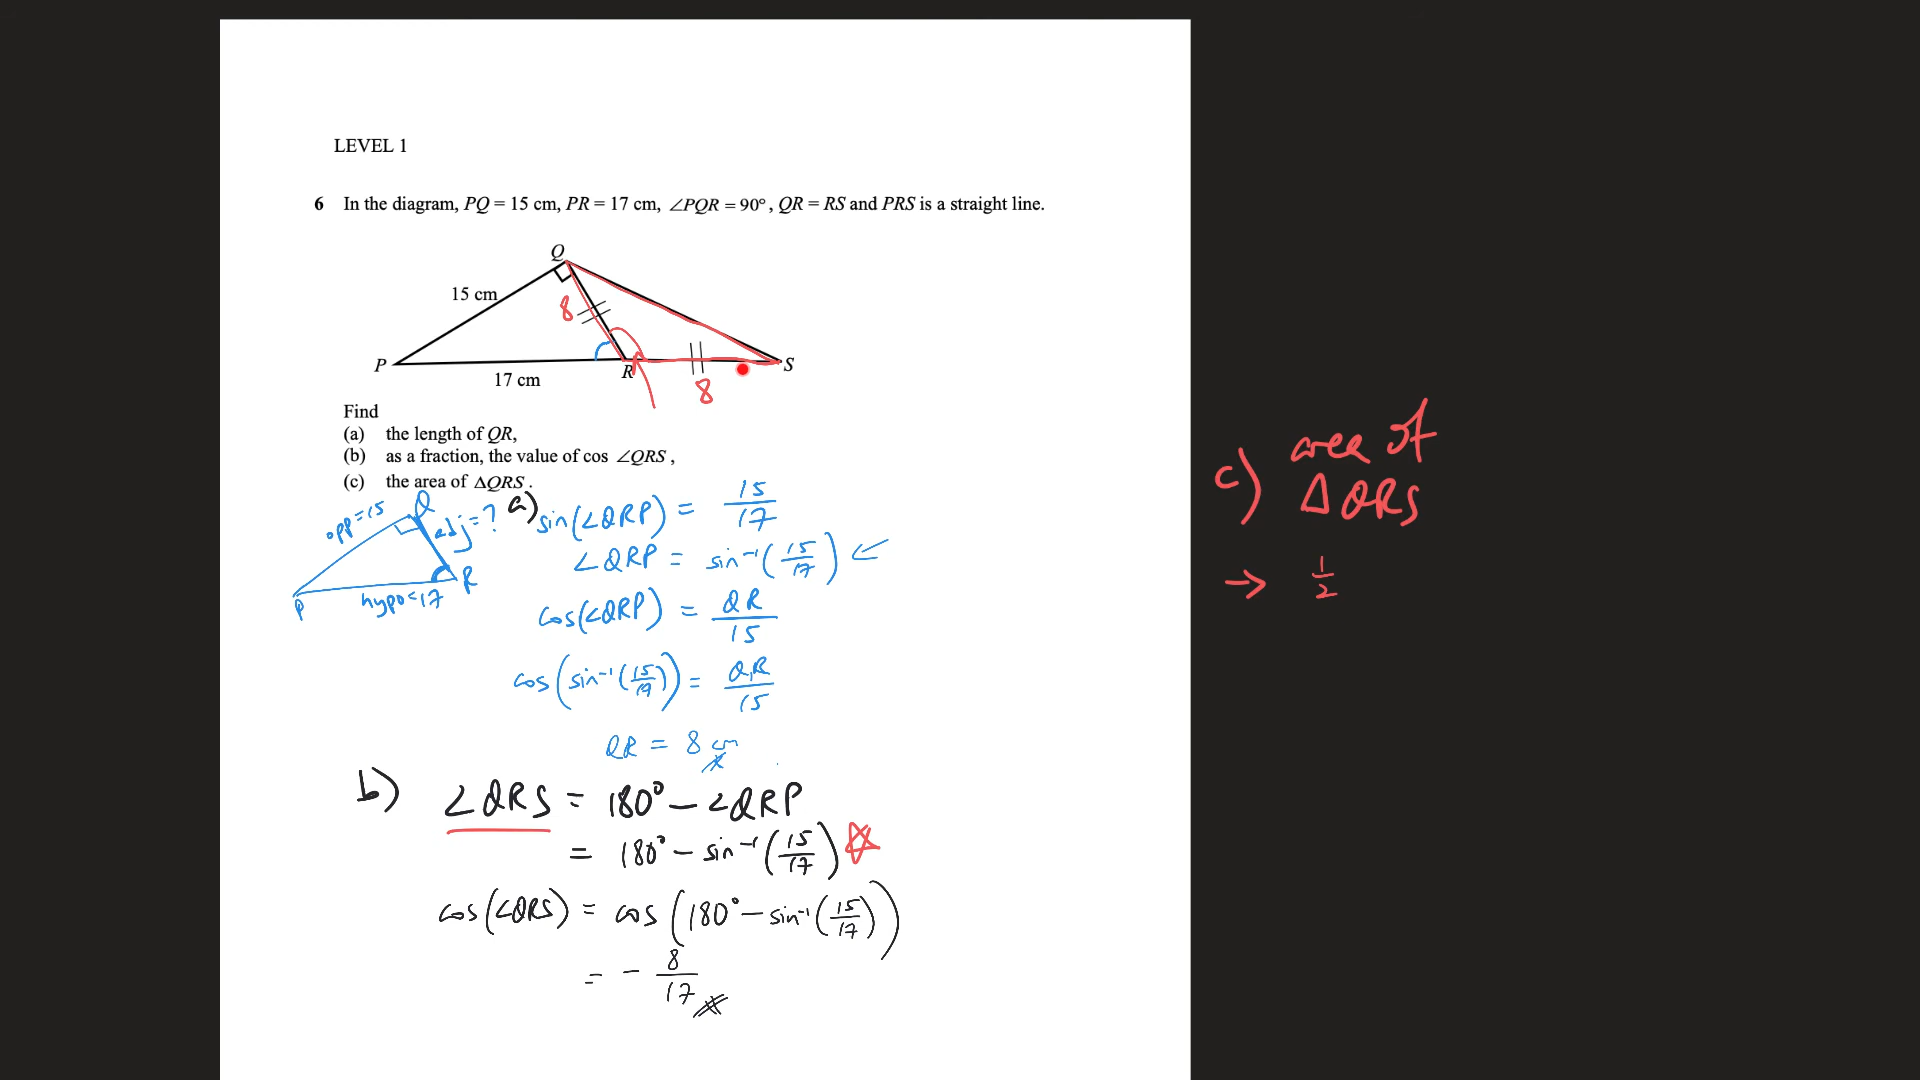 LEVEL 1
6 In the diagram, PQ = 15 cm, PR = 17 cm, ∠PQR = 90°, QR = RS and PRS is a straight line.
Q
15 cm
8
P
R
S
17 cm
8
Find
(a) the length of QR,
(b) as a fraction, the value of cos ∠QRS,
(c) the area of ΔQRS.
opp=15
Q
adj=?
P
hypo=17
R
a) sin(∠QRP) = 15/17
∠QRP = sin⁻¹(15/17) ←
cos(∠QRP) = QR/15
cos(sin⁻¹(15/17)) = QR/15
QR = 8 cm
b) ∠QRS = 180° − ∠QRP
= 180° − sin⁻¹(15/17)
cos(∠QRS) = cos(180° − sin⁻¹(15/17))
= − 8/17
c) area of
Δ QRS
→ 1/2